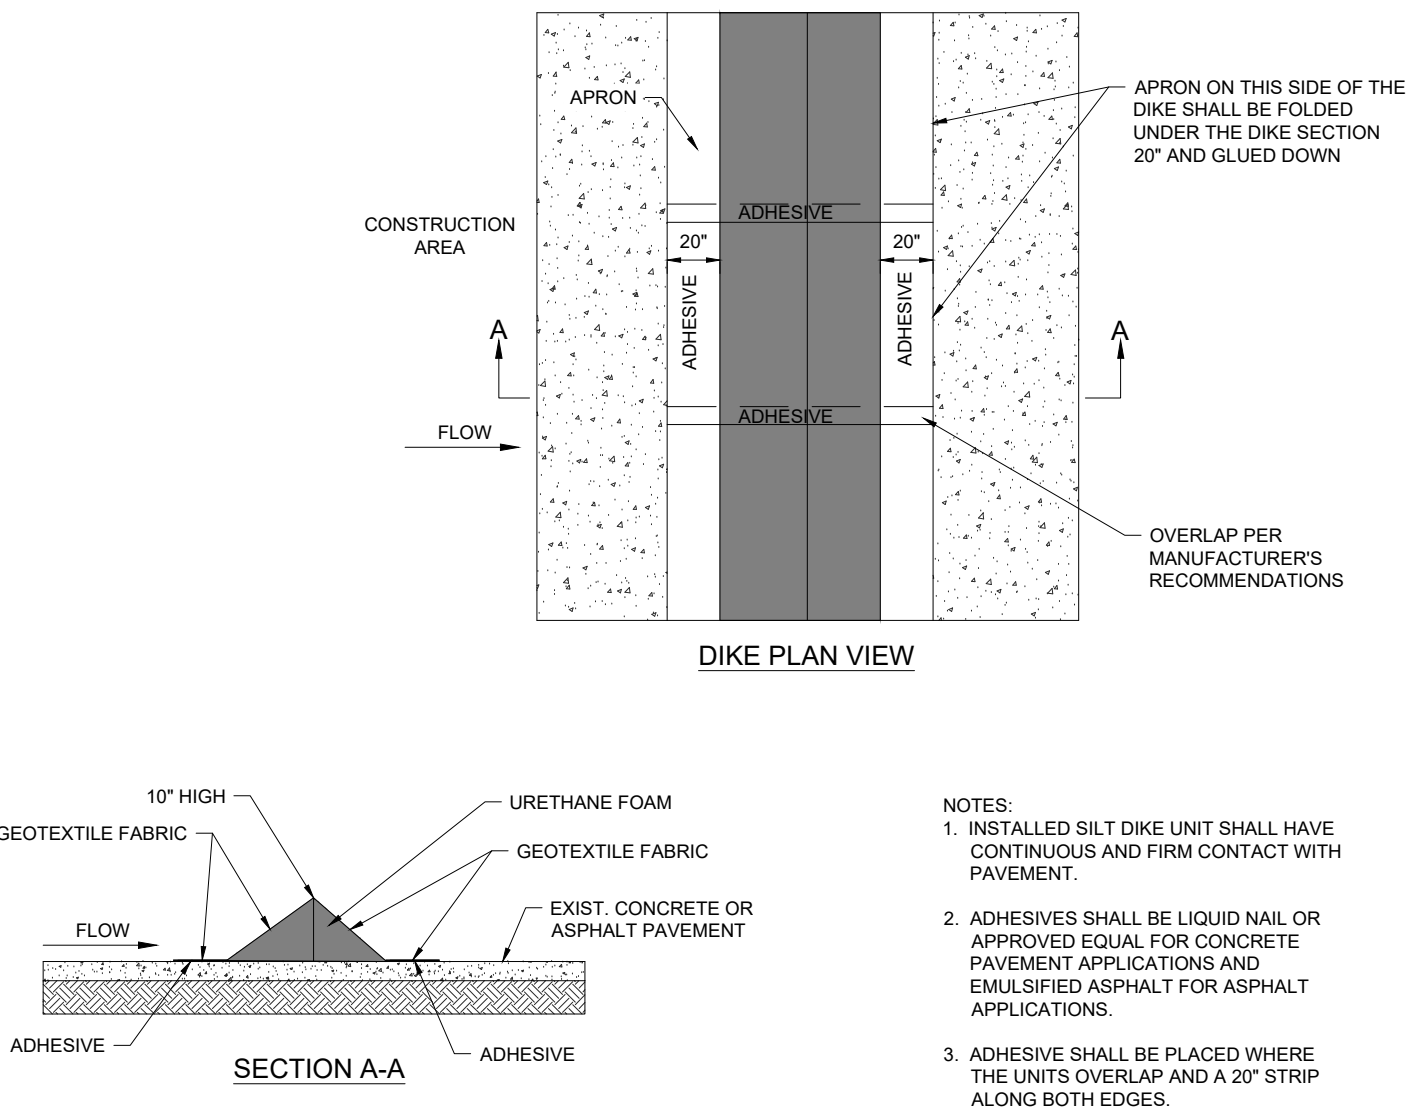 APRON
APRON ON THIS SIDE OF THE
DIKE SHALL BE FOLDED
UNDER THE DIKE SECTION
20" AND GLUED DOWN
ADHESIVE
CONSTRUCTION
AREA
20"
20"
ADHESIVE
ADHESIVE
A
A
ADHESIVE
FLOW
OVERLAP PER
MANUFACTURER'S
RECOMMENDATIONS
DIKE PLAN VIEW
10" HIGH
URETHANE FOAM
GEOTEXTILE FABRIC
GEOTEXTILE FABRIC
EXIST. CONCRETE OR
ASPHALT PAVEMENT
FLOW
ADHESIVE
ADHESIVE
SECTION A-A
NOTES:
1. INSTALLED SILT DIKE UNIT SHALL HAVE
CONTINUOUS AND FIRM CONTACT WITH
PAVEMENT.
2. ADHESIVES SHALL BE LIQUID NAIL OR
APPROVED EQUAL FOR CONCRETE
PAVEMENT APPLICATIONS AND
EMULSIFIED ASPHALT FOR ASPHALT
APPLICATIONS.
3. ADHESIVE SHALL BE PLACED WHERE
THE UNITS OVERLAP AND A 20" STRIP
ALONG BOTH EDGES.